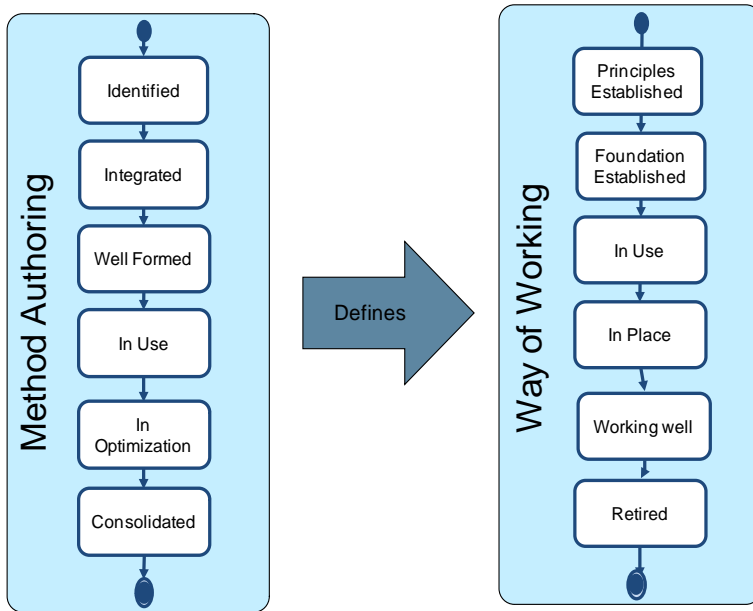 Method Authoring
Identified
Integrated
Well Formed
In Use
In
Optimization
Consolidated
Defines
Way of Working
Principles
Established
Foundation
Established
In Use
In Place
Working well
Retired